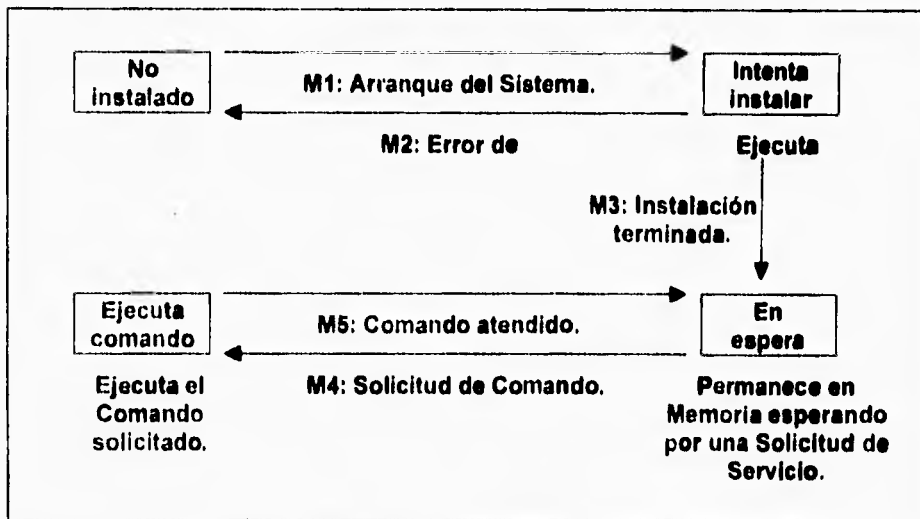 No
instalado
M1: Arranque del Sistema.
Intenta
instalar
M2: Error de
Ejecuta
M3: Instalación
terminada.
Ejecuta
comando
M5: Comando atendido.
En
espera
M4: Solicitud de Comando.
Ejecuta el
Comando
solicitado.
Permanece en
Memoria esperando
por una Solicitud de
Servicio.